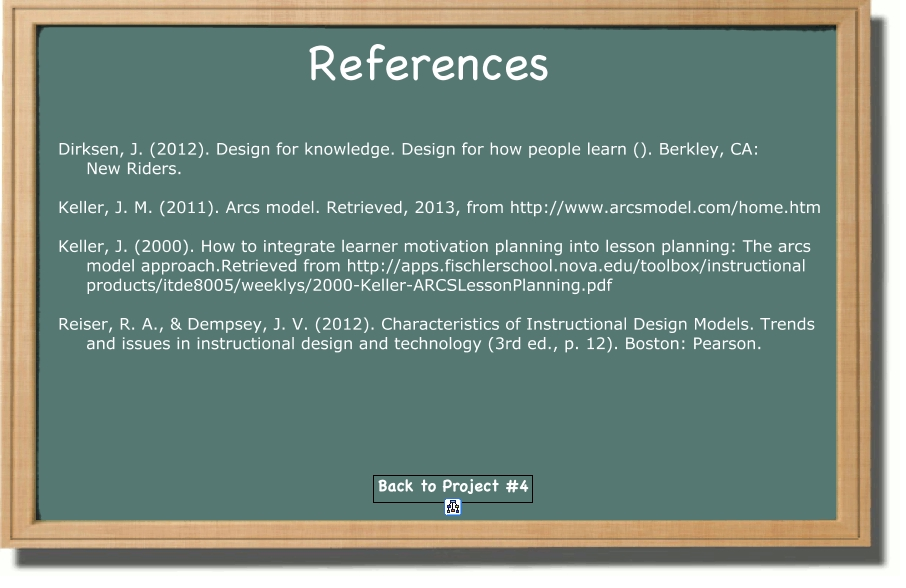 References
Dirksen, J. (2012). Design for knowledge. Design for how people learn (). Berkley, CA:
New Riders.
Keller, J. M. (2011). Arcs model. Retrieved, 2013, from http://www.arcsmodel.com/home.htm
Keller, J. (2000). How to integrate learner motivation planning into lesson planning: The arcs
model approach.Retrieved from http://apps.fischlerschool.nova.edu/toolbox/instructional
products/itde8005/weeklys/2000-Keller-ARCSLessonPlanning.pdf
Reiser, R. A., & Dempsey, J. V. (2012). Characteristics of Instructional Design Models. Trends
and issues in instructional design and technology (3rd ed., p. 12). Boston: Pearson.
Back to Project #4